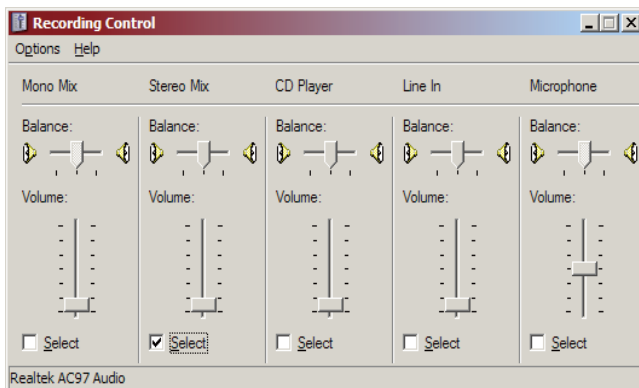 Recording Control
Options Help
Mono Mix Stereo Mix CD Player Line In Microphone
Balance: Balance: Balance: Balance: Balance:
Volume: Volume: Volume: Volume: Volume:
Select Select Select Select Select
Realtek AC97 Audio